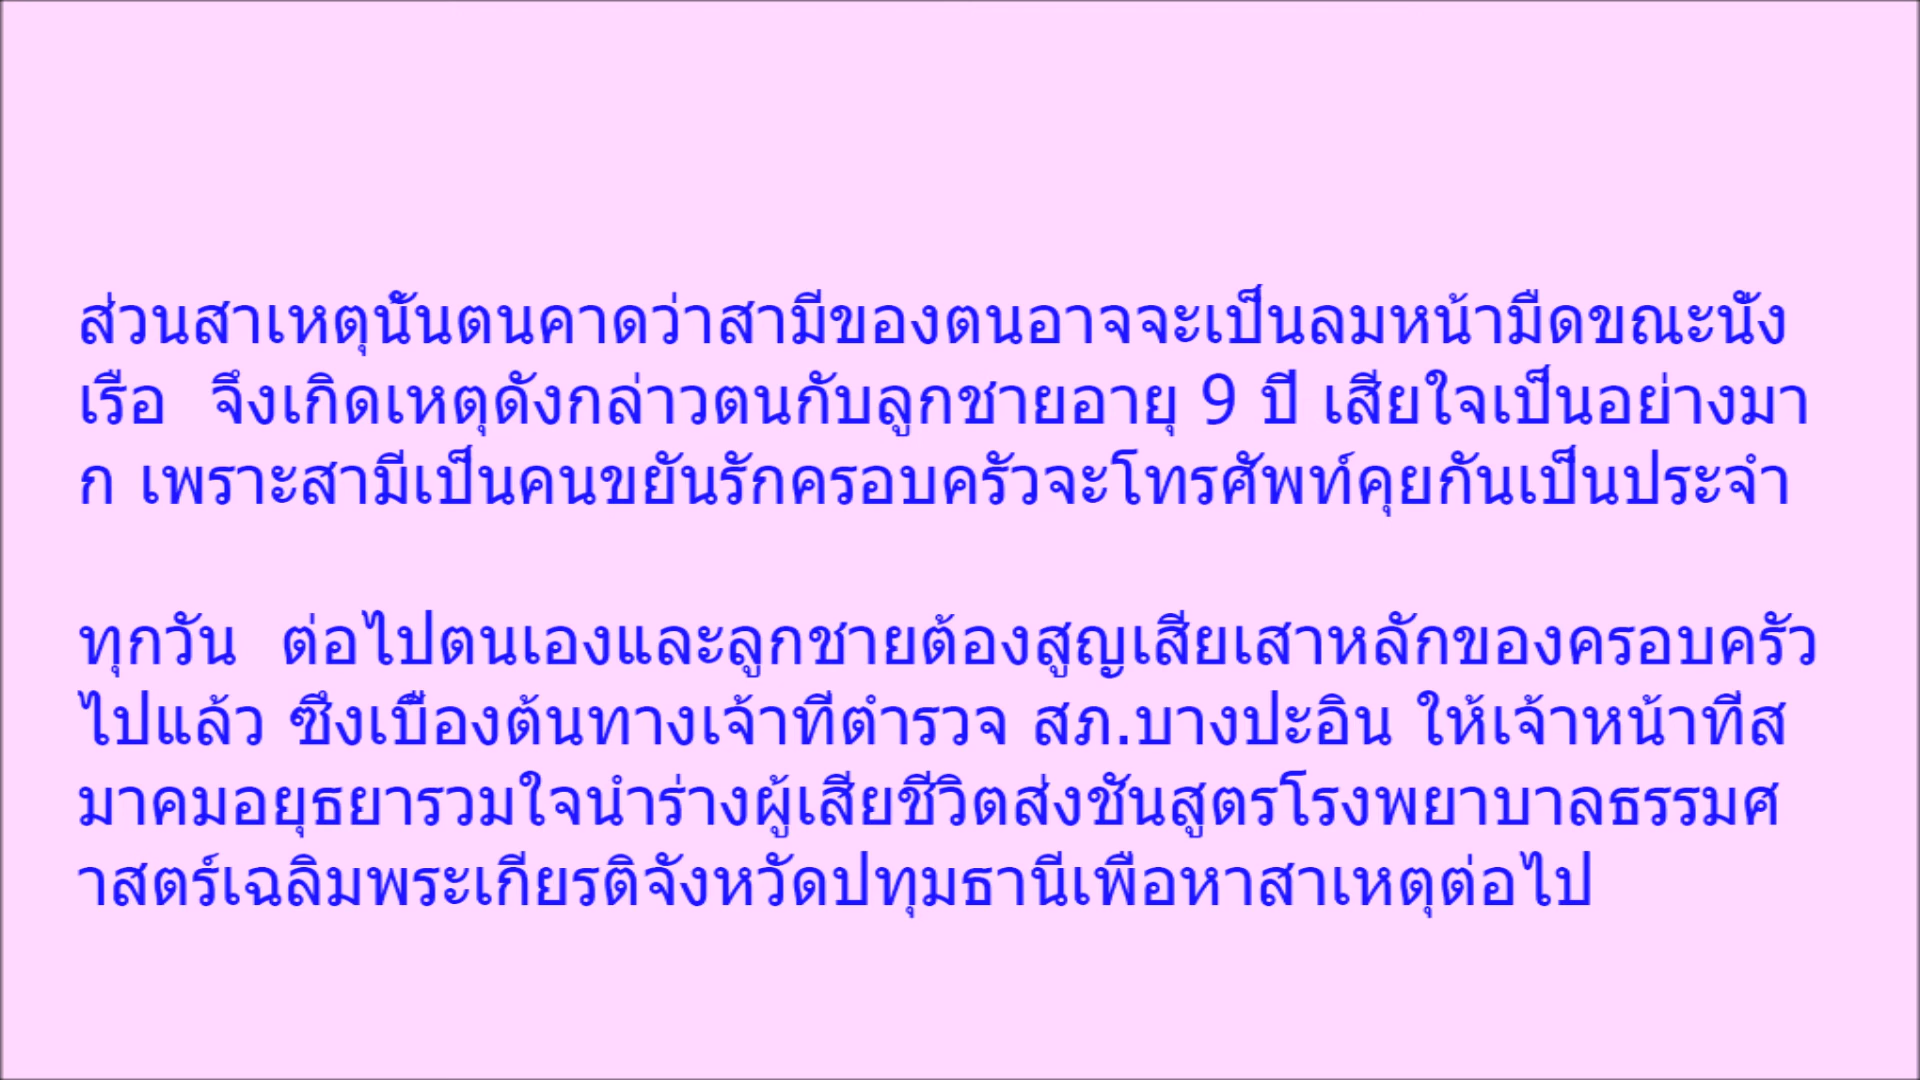 ส่วนสาเหตุนั้นตนคาดว่าสามีของตนอาจจะเป็นลมหน้ามืดขณะนั่ง
เรือ  จึงเกิดเหตุดังกล่าวตนกับลูกชายอายุ 9 ปี เสียใจเป็นอย่างมา
ก เพราะสามีเป็นคนขยันรักครอบครัวจะโทรศัพท์คุยกันเป็นประจำ
ทุกวัน  ต่อไปตนเองและลูกชายต้องสูญเสียเสาหลักของครอบครัว
ไปแล้ว ซึ่งเบื้องต้นทางเจ้าที่ตำรวจ สภ.บางปะอิน ให้เจ้าหน้าที่ส
มาคมอยุธยารวมใจนำร่างผู้เสียชีวิตส่งชันสูตรโรงพยาบาลธรรมศ
าสตร์เฉลิมพระเกียรติจังหวัดปทุมธานีเพื่อหาสาเหตุต่อไป